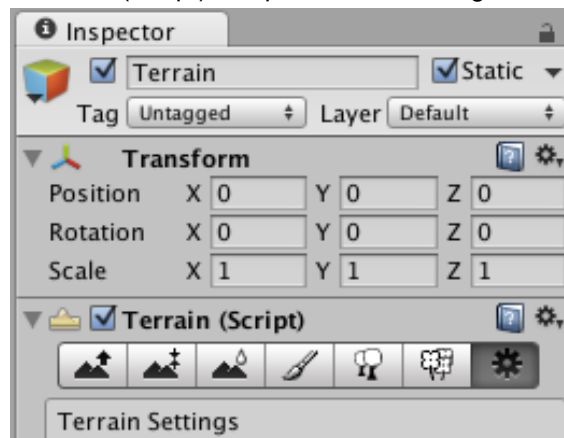 Inspector
Terrain Static
Tag Untagged Layer Default
Transform
Position X 0 Y 0 Z 0
Rotation X 0 Y 0 Z 0
Scale X 1 Y 1 Z 1
Terrain (Script)
Terrain Settings